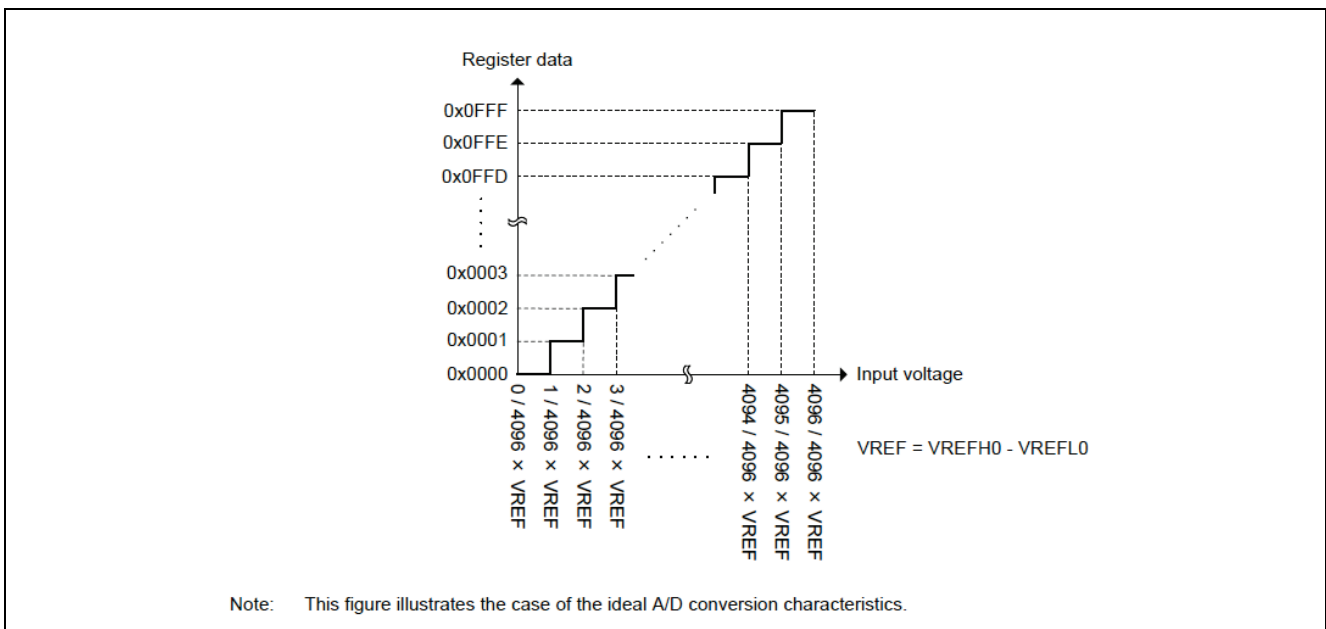 Register data
0x0FFF
0x0FFE
0x0FFD
0x0003
0x0002
0x0001
0x0000
Input voltage
0 / 4096 × VREF
1 / 4096 × VREF
2 / 4096 × VREF
3 / 4096 × VREF
4094 / 4096 × VREF
4095 / 4096 × VREF
4096 / 4096 × VREF
VREF = VREFH0 - VREFL0
Note: This figure illustrates the case of the ideal A/D conversion characteristics.